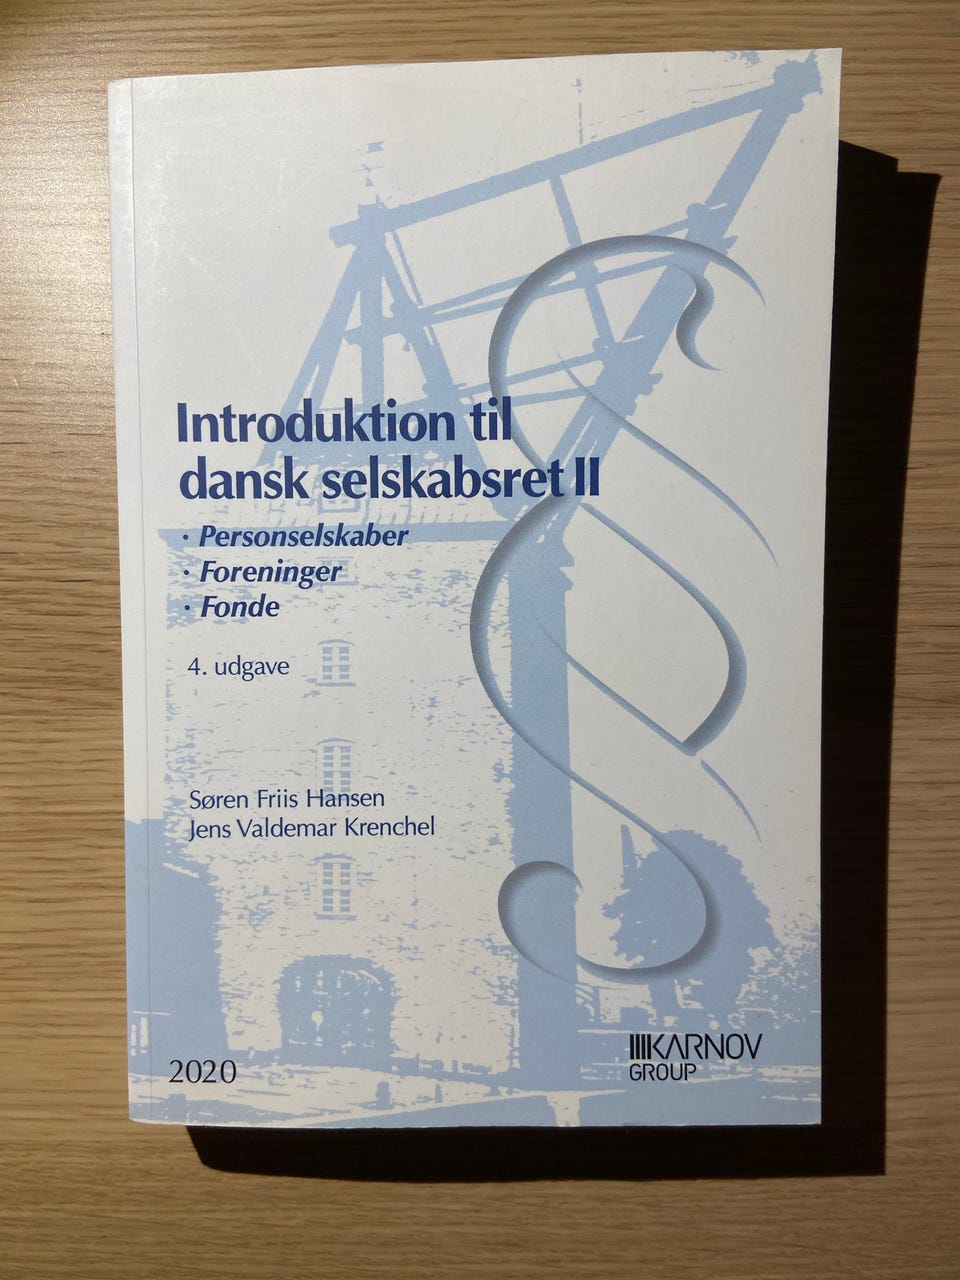 Introduktion til
dansk selskabsret II
· Personselskaber
· Foreninger
· Fonde
4. udgave
Søren Friis Hansen
Jens Valdemar Krenchel
2020
KARNOV
GROUP